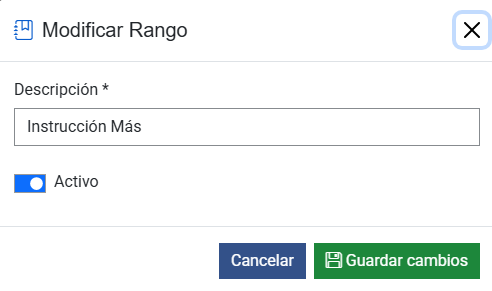 Modificar Rango
Descripción *
Instrucción Más
Activo
Cancelar
Guardar cambios